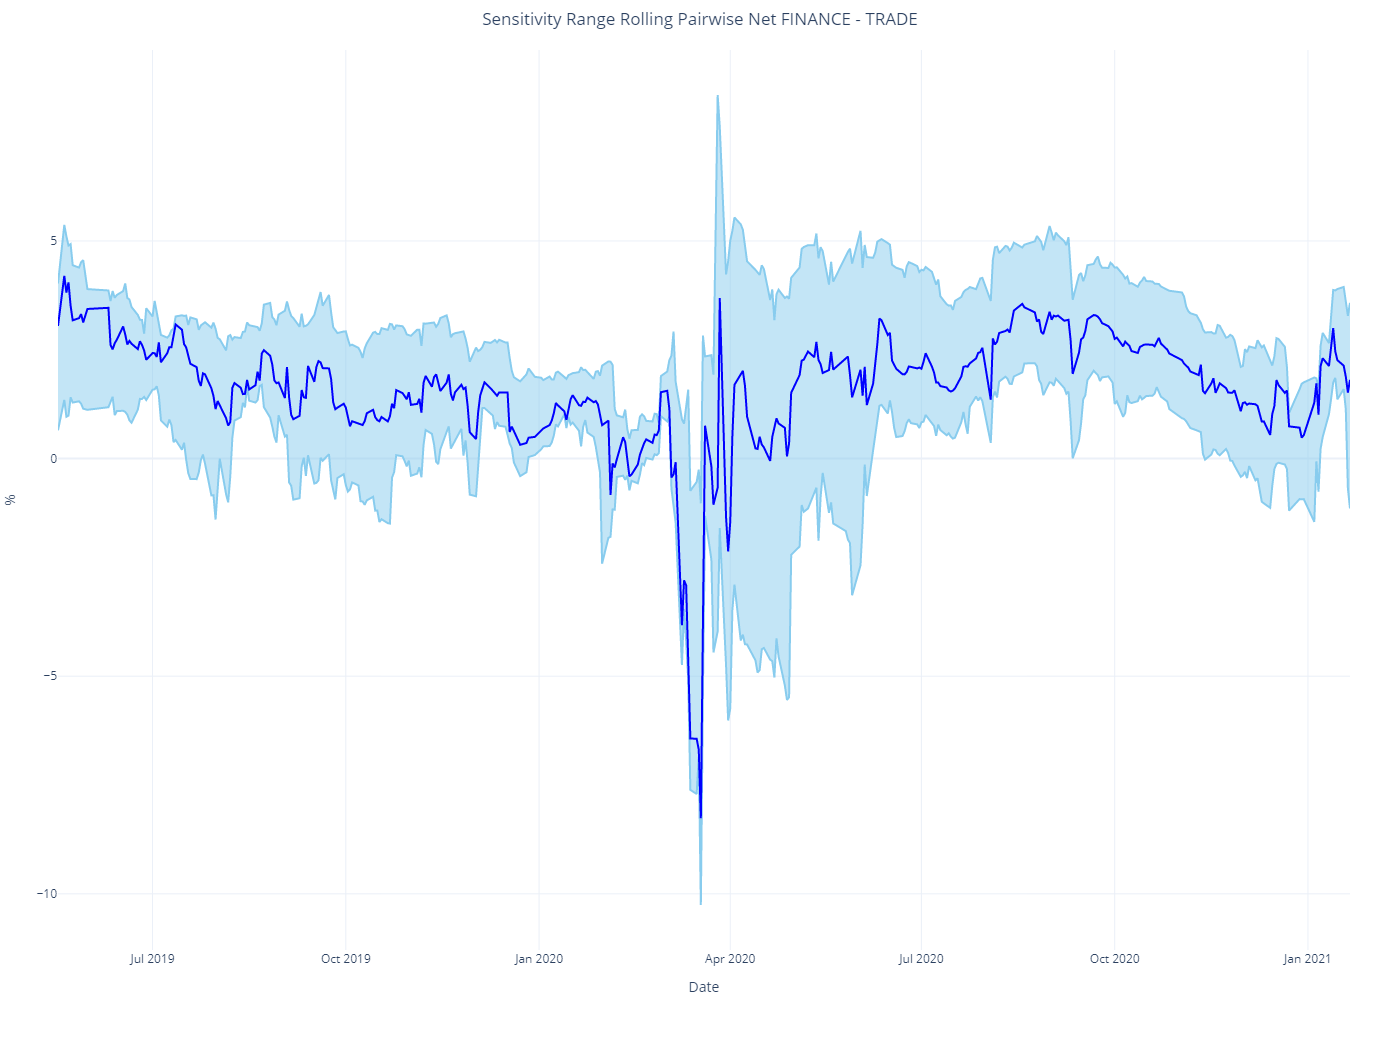 Sensitivity Range Rolling Pairwise Net FINANCE - TRADE
5
0
−5
−10
%
Jul 2019
Oct 2019
Jan 2020
Apr 2020
Jul 2020
Oct 2020
Jan 2021
Date